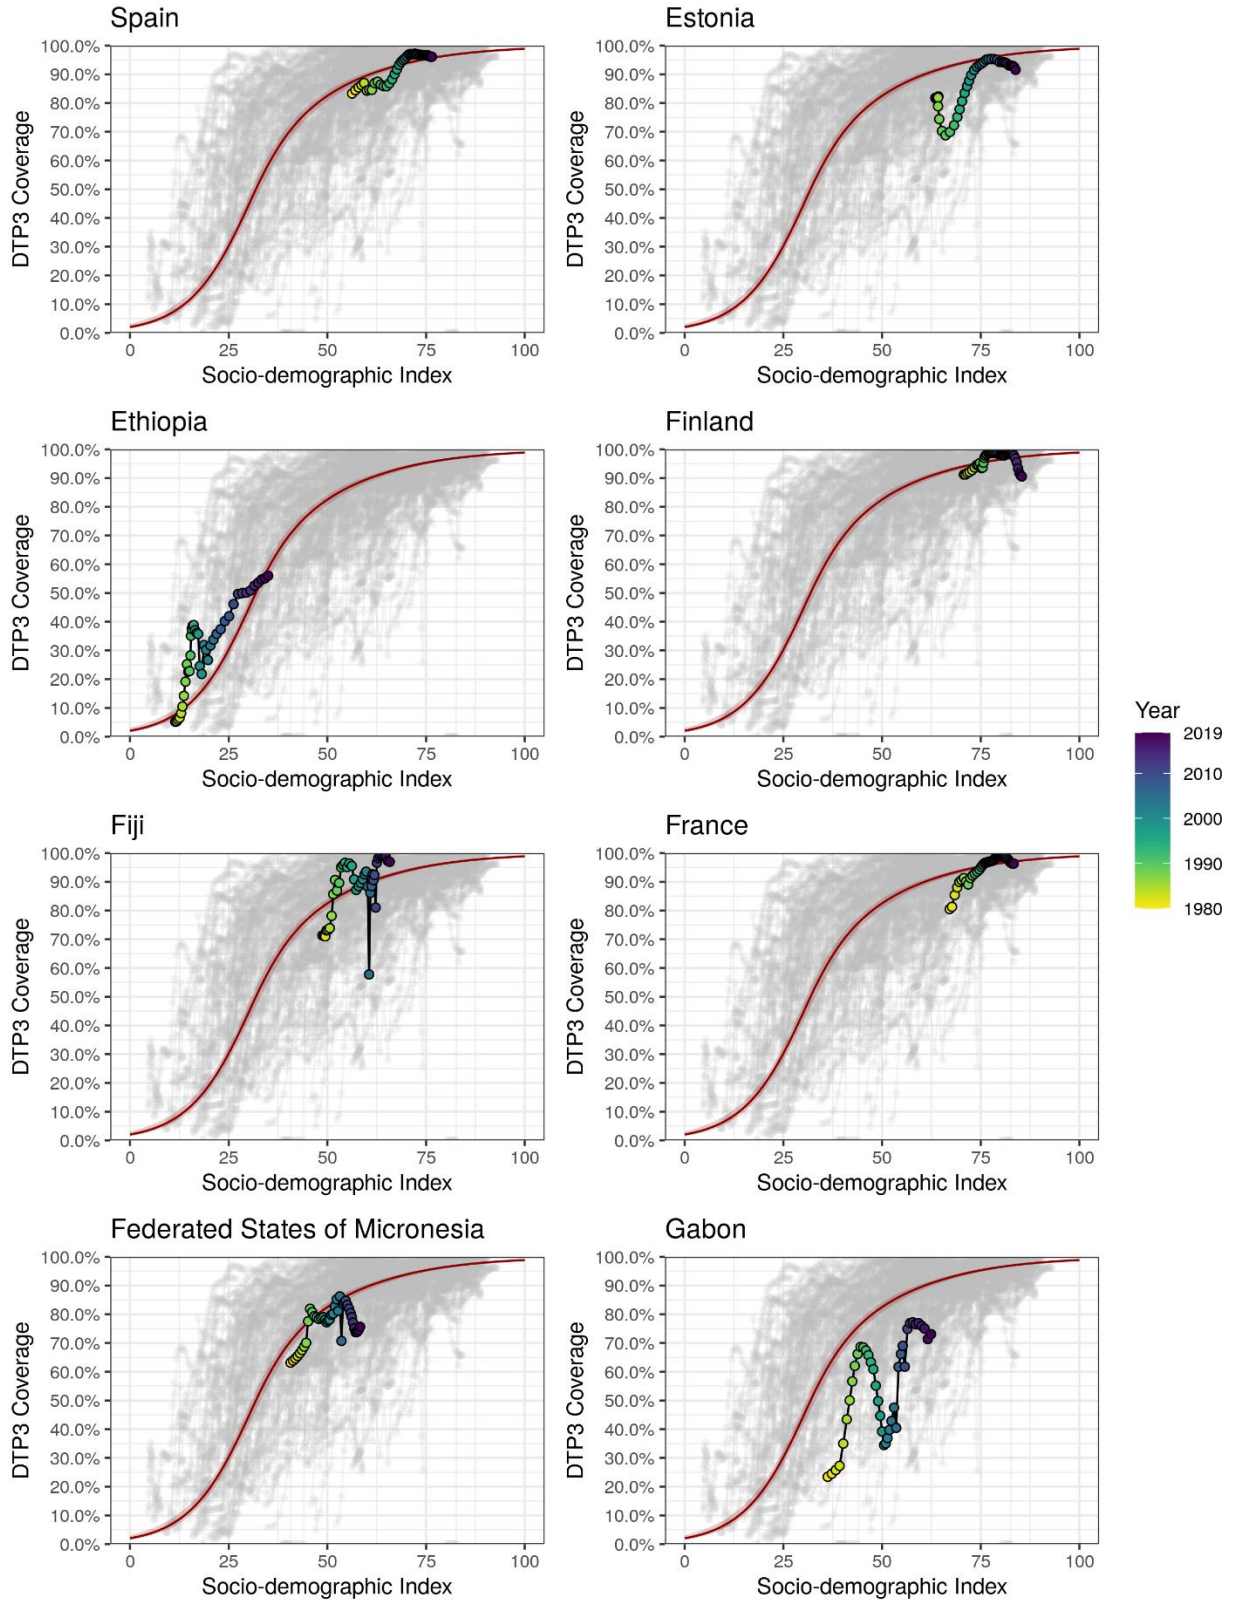 Spain
100.0%
90.0%
80.0%
70.0%
60.0%
50.0%
40.0%
30.0%
20.0%
10.0%
0.0%
DTP3 Coverage
0 25 50 75 100
Socio-demographic Index
Estonia
100.0%
90.0%
80.0%
70.0%
60.0%
50.0%
40.0%
30.0%
20.0%
10.0%
0.0%
DTP3 Coverage
0 25 50 75 100
Socio-demographic Index
Ethiopia
100.0%
90.0%
80.0%
70.0%
60.0%
50.0%
40.0%
30.0%
20.0%
10.0%
0.0%
DTP3 Coverage
0 25 50 75 100
Socio-demographic Index
Finland
100.0%
90.0%
80.0%
70.0%
60.0%
50.0%
40.0%
30.0%
20.0%
10.0%
0.0%
DTP3 Coverage
0 25 50 75 100
Socio-demographic Index
Year
2019
2010
2000
1990
1980
Fiji
100.0%
90.0%
80.0%
70.0%
60.0%
50.0%
40.0%
30.0%
20.0%
10.0%
0.0%
DTP3 Coverage
0 25 50 75 100
Socio-demographic Index
France
100.0%
90.0%
80.0%
70.0%
60.0%
50.0%
40.0%
30.0%
20.0%
10.0%
0.0%
DTP3 Coverage
0 25 50 75 100
Socio-demographic Index
Federated States of Micronesia
100.0%
90.0%
80.0%
70.0%
60.0%
50.0%
40.0%
30.0%
20.0%
10.0%
0.0%
DTP3 Coverage
0 25 50 75 100
Socio-demographic Index
Gabon
100.0%
90.0%
80.0%
70.0%
60.0%
50.0%
40.0%
30.0%
20.0%
10.0%
0.0%
DTP3 Coverage
0 25 50 75 100
Socio-demographic Index